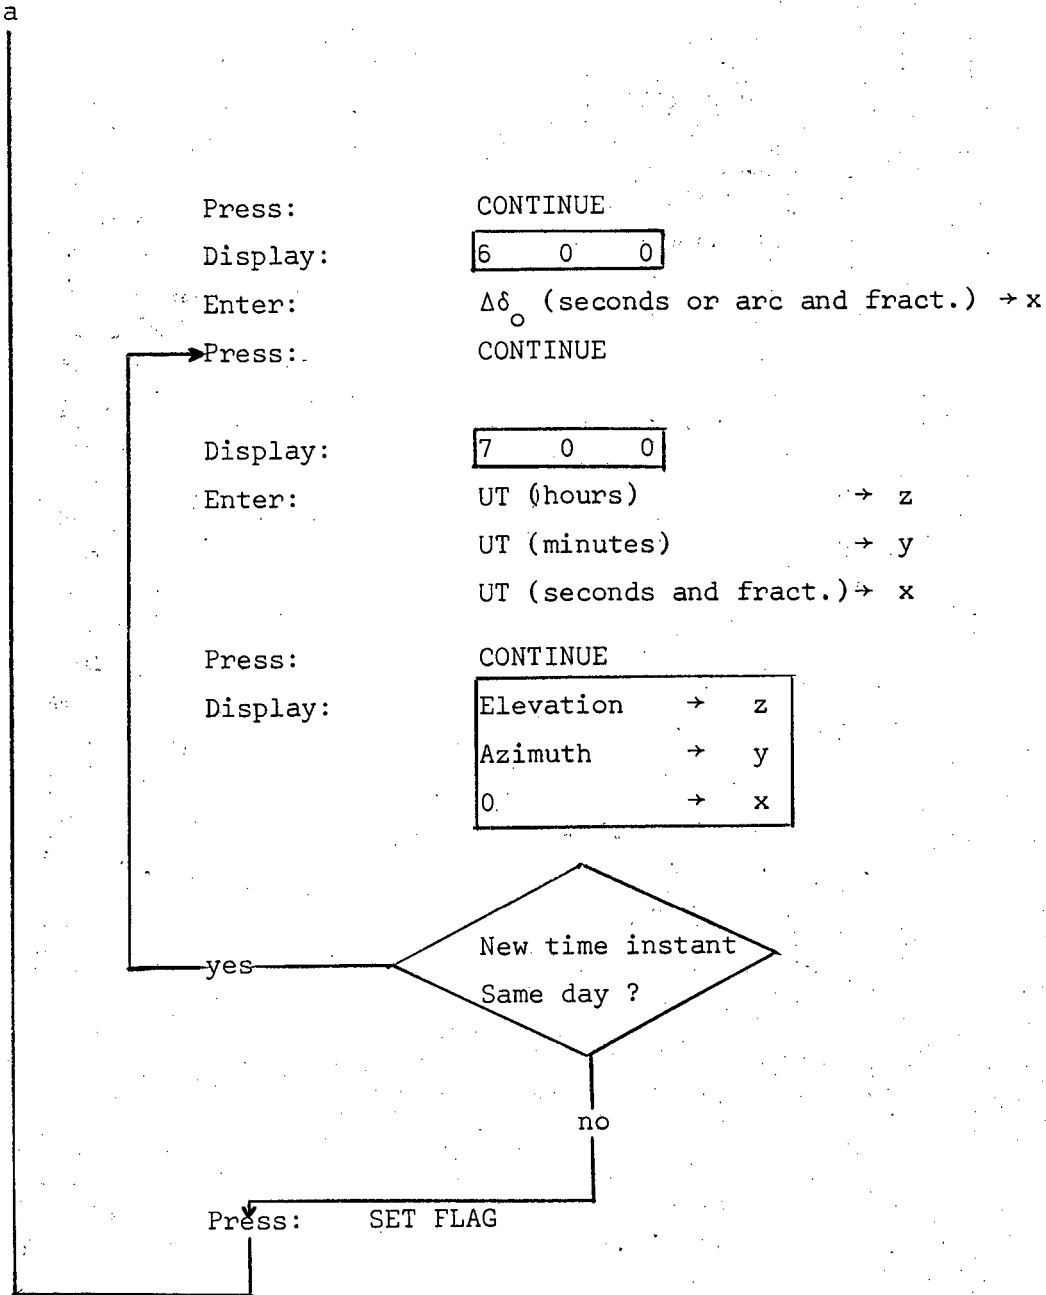 a
Press: CONTINUE
Display: 6 0 0
Enter: Δδo (seconds or arc and fract.) → x
Press: CONTINUE
Display: 7 0 0
Enter: UT (hours) → z
UT (minutes) → y
UT (seconds and fract.) → x
Press: CONTINUE
Display: Elevation → z
Azimuth → y
0 → x
New time instant
yes
Same day ?
no
Press: SET FLAG